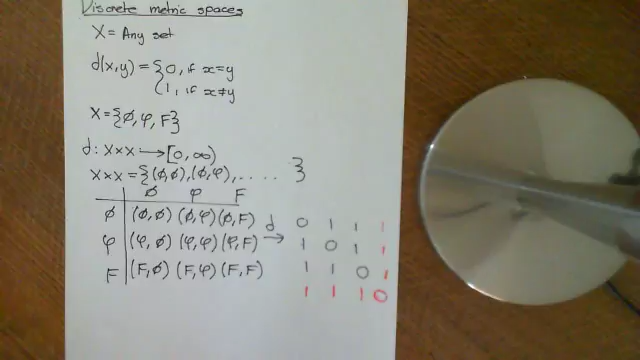 Discrete metric spaces
X = Any set
d(x,y) = { 0, if x=y
1, if x≠y
X = {ϕ, φ, F}
d: X×X → [0, ∞)
X×X = {(ϕ,ϕ), (ϕ,φ), ..... }
ϕ φ F
ϕ (ϕ,ϕ) (ϕ,φ) (ϕ,F) d 0 1 1 1
φ (φ,ϕ) (φ,φ) (φ,F) → 1 0 1 1
F (F,ϕ) (F,φ) (F,F) 1 1 0 1
1 1 1 0